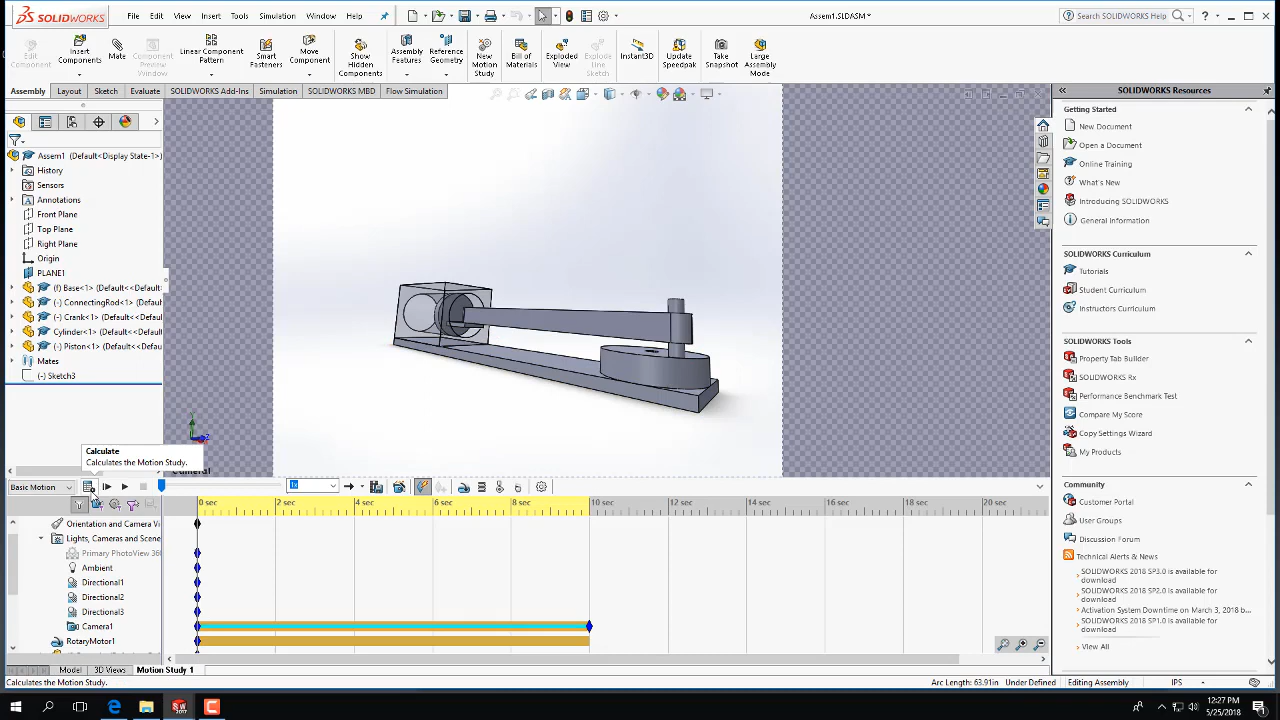 SOLIDWORKS File Edit View Insert Tools Simulation Window Help Assem1.SLDASM * Search SOLIDWORKS Help
Edit Component
Insert Components
Mate
Component Preview Window
Linear Component Pattern
Smart Fasteners
Move Component
Show Hidden Components
Assembly Features
Reference Geometry
New Motion Study
Bill of Materials
Exploded View
Explode Line Sketch
Instant3D
Update Speedpak
Take Snapshot
Large Assembly Mode
Assembly Layout Sketch Evaluate SOLIDWORKS Add-Ins Simulation SOLIDWORKS MBD Flow Simulation
Assem1 (Default<Display State-1>)
History
Sensors
Annotations
Front Plane
Top Plane
Right Plane
Origin
PLANE1
(f) Base<1> (Default<<Default
(-) ConnectingRod<1> (Defau
(-) Crank<1> (Default<<Defau
Cylinder<1> (Default<<Defau
(-) Piston<1> (Default<<Defau
Mates
(-) Sketch3
Calculate
Calculates the Motion Study.
Camera1
Basic Motion 1x
0 sec 2 sec 4 sec 6 sec 8 sec 10 sec 12 sec 14 sec 16 sec 18 sec 20 sec
Orientation and Camera Vi
Lights, Cameras and Scene
Primary PhotoView 360
Ambient
Directional1
Directional2
Directional3
Camera1
RotaryMotor1
Model 3D Views Motion Study 1
Calculates the Motion Study. Arc Length: 63.91in Under Defined Editing Assembly IPS
SOLIDWORKS Resources
Getting Started
New Document
Open a Document
Online Training
What's New
Introducing SOLIDWORKS
General Information
SOLIDWORKS Curriculum
Tutorials
Student Curriculum
Instructors Curriculum
SOLIDWORKS Tools
Property Tab Builder
SOLIDWORKS Rx
Performance Benchmark Test
Compare My Score
Copy Settings Wizard
My Products
Community
Customer Portal
User Groups
Discussion Forum
Technical Alerts & News
SOLIDWORKS 2018 SP3.0 is available for
download
SOLIDWORKS 2018 SP2.0 is available for
download
Activation System Downtime on March 3, 2018 b...
SOLIDWORKS 2018 SP1.0 is available for
download
View All
12:27 PM
5/25/2018